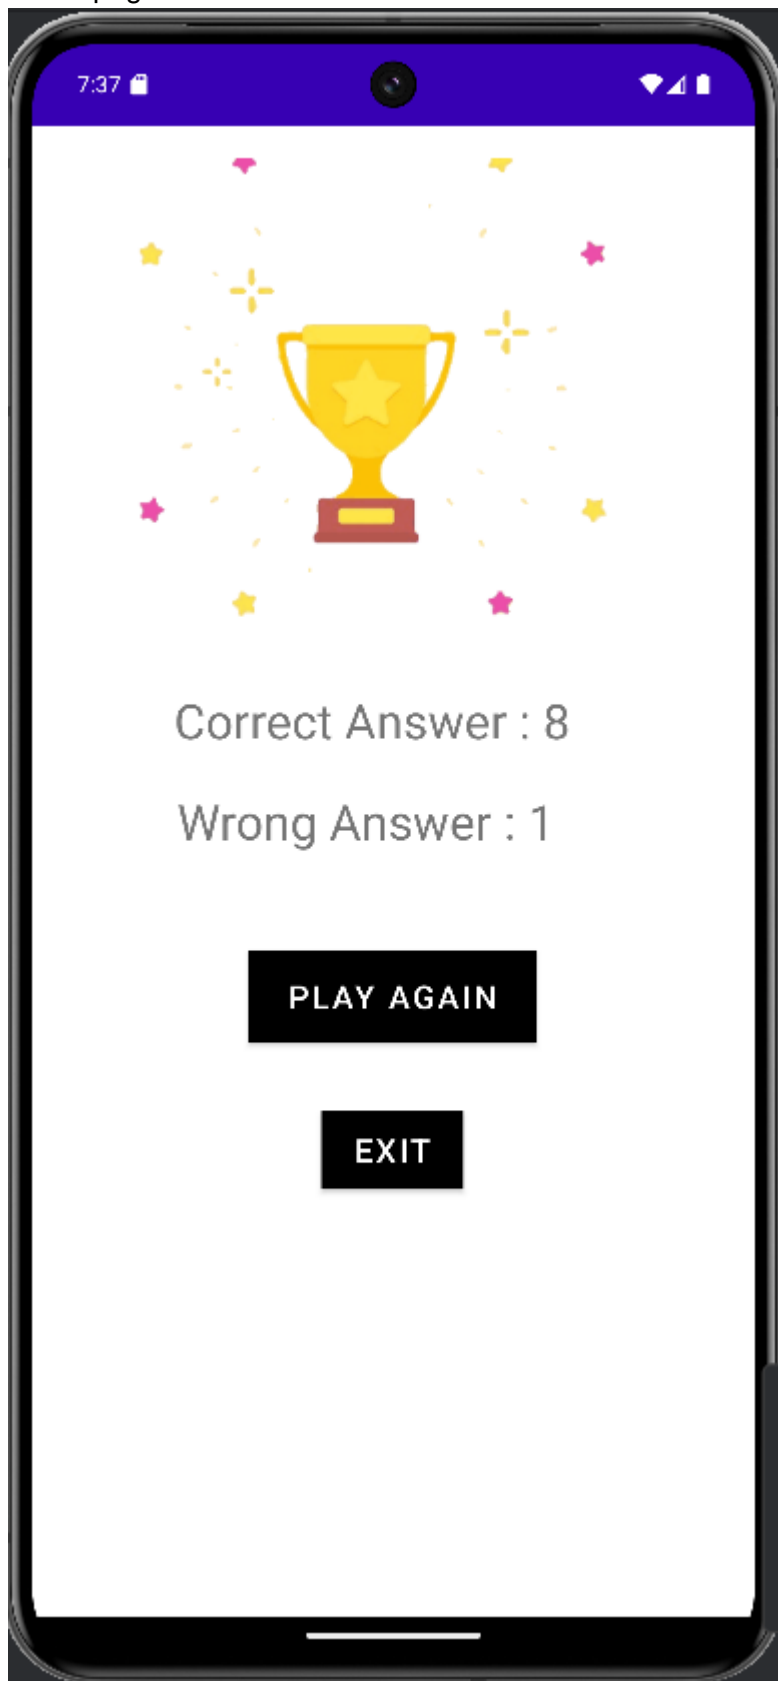 7:37
Correct Answer : 8
Wrong Answer : 1
PLAY AGAIN
EXIT